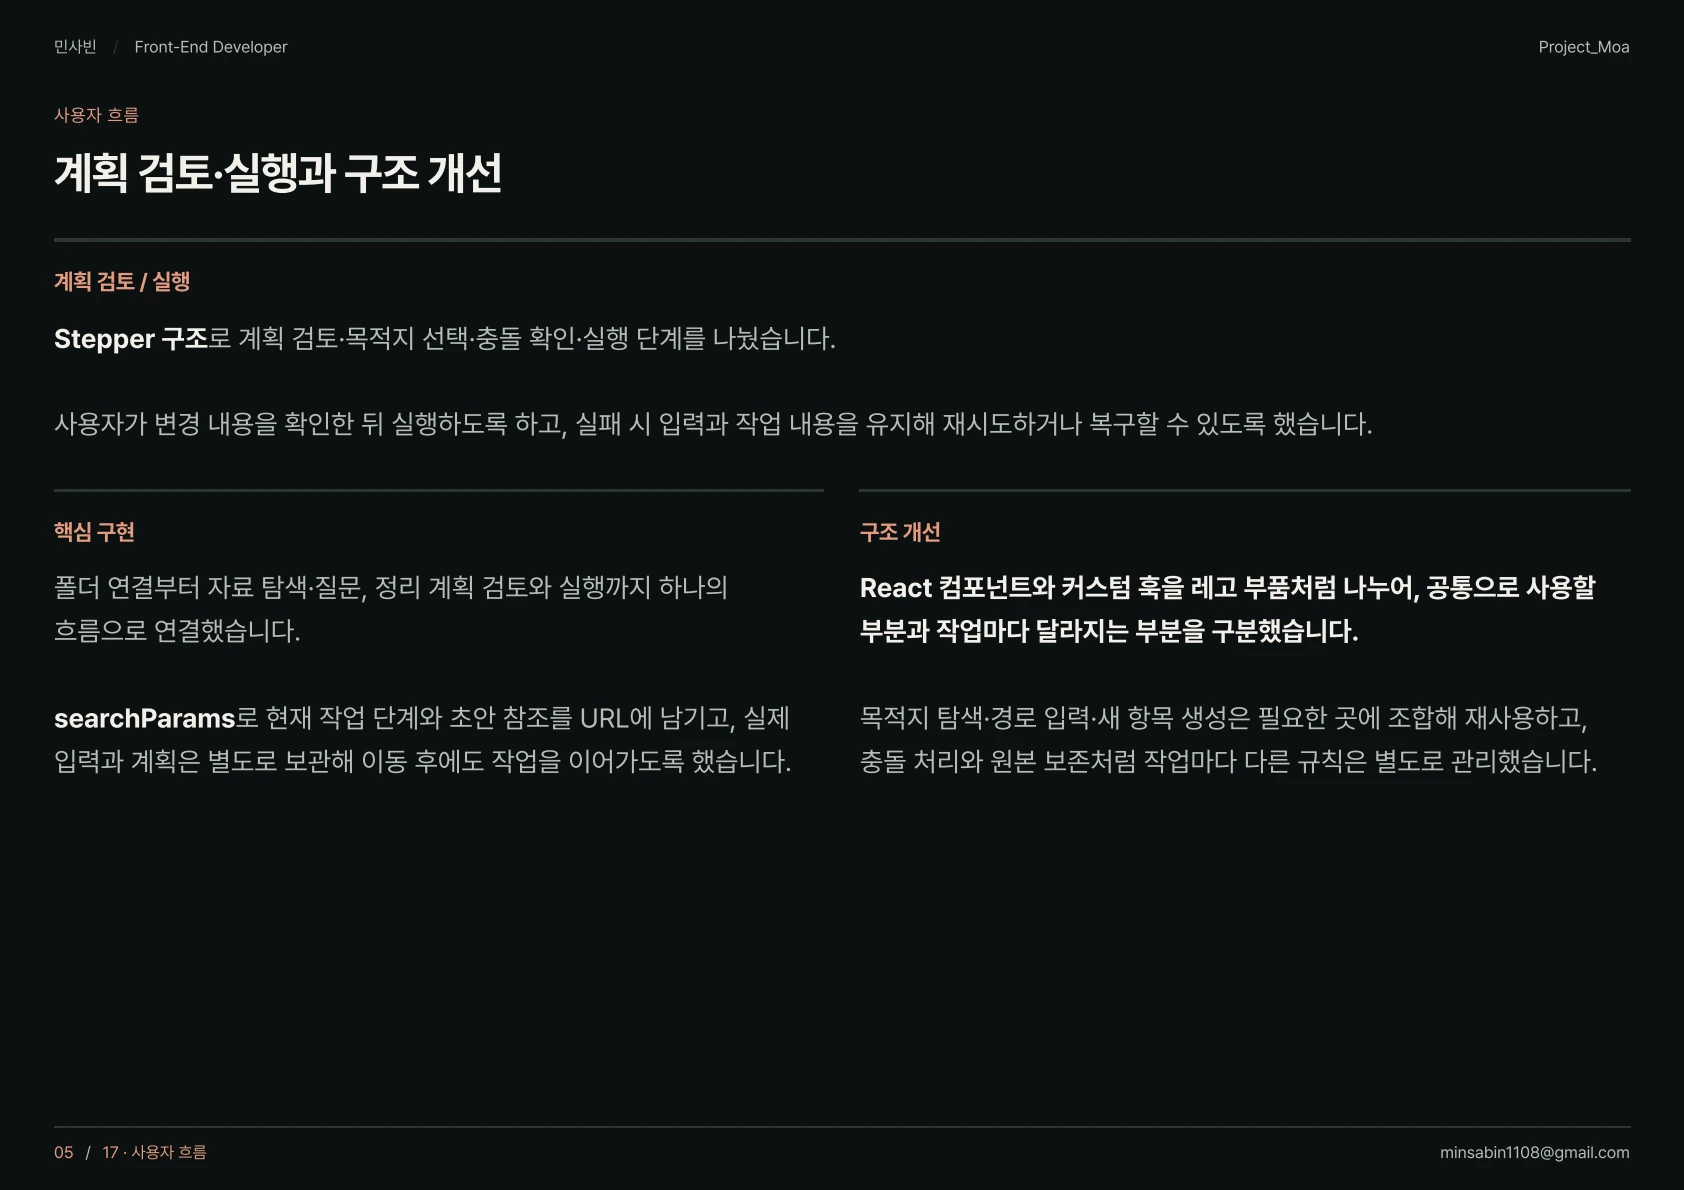 민사빈 / Front-End Developer
Project_Moa
사용자 흐름
계획 검토·실행과 구조 개선
계획 검토 / 실행
Stepper 구조로 계획 검토·목적지 선택·충돌 확인·실행 단계를 나눴습니다.
사용자가 변경 내용을 확인한 뒤 실행하도록 하고, 실패 시 입력과 작업 내용을 유지해 재시도하거나 복구할 수 있도록 했습니다.
핵심 구현
폴더 연결부터 자료 탐색·질문, 정리 계획 검토와 실행까지 하나의
흐름으로 연결했습니다.
searchParams로 현재 작업 단계와 초안 참조를 URL에 남기고, 실제
입력과 계획은 별도로 보관해 이동 후에도 작업을 이어가도록 했습니다.
구조 개선
React 컴포넌트와 커스텀 훅을 레고 부품처럼 나누어, 공통으로 사용할
부분과 작업마다 달라지는 부분을 구분했습니다.
목적지 탐색·경로 입력·새 항목 생성은 필요한 곳에 조합해 재사용하고,
충돌 처리와 원본 보존처럼 작업마다 다른 규칙은 별도로 관리했습니다.
05 / 17 · 사용자 흐름
minsabin1108@gmail.com